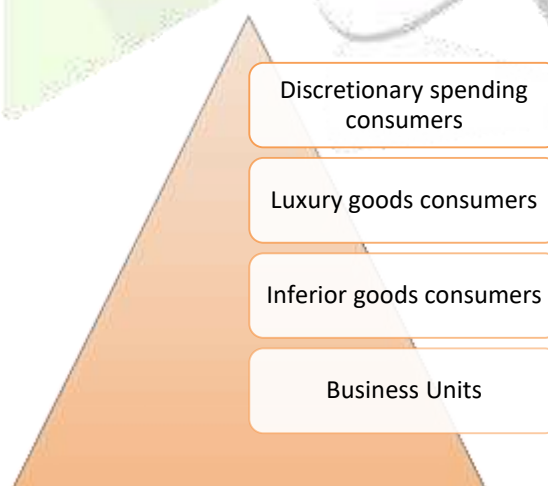 Discretionary spending
consumers
Luxury goods consumers
Inferior goods consumers
Business Units